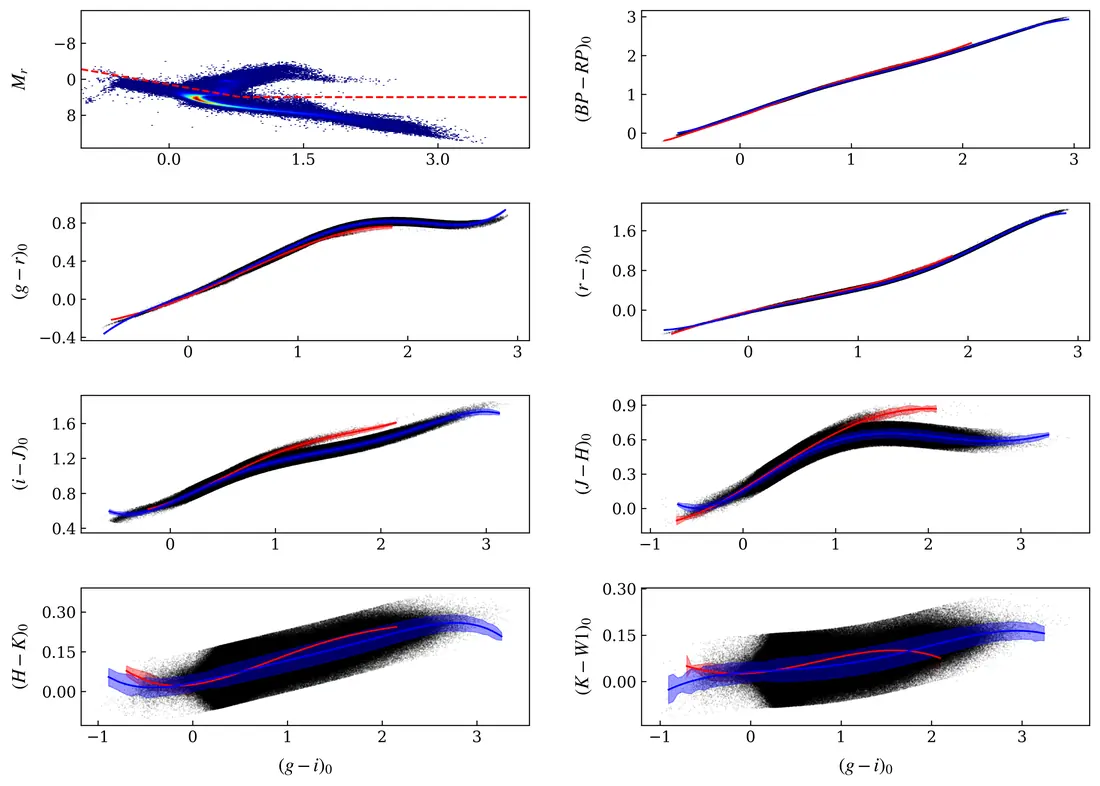 −8
0
8
M_r
0.0 1.5 3.0
3
2
1
0
(BP − RP)_0
0 1 2 3
0.8
0.4
0.0
−0.4
(g − r)_0
0 1 2 3
1.6
0.8
0.0
(r − i)_0
0 1 2 3
1.6
1.2
0.8
0.4
(i − J)_0
0 1 2 3
0.9
0.6
0.3
0.0
(J − H)_0
−1 0 1 2 3
0.30
0.15
0.00
(H − K)_0
−1 0 1 2 3
(g − i)_0
0.30
0.15
0.00
(K − W1)_0
−1 0 1 2 3
(g − i)_0